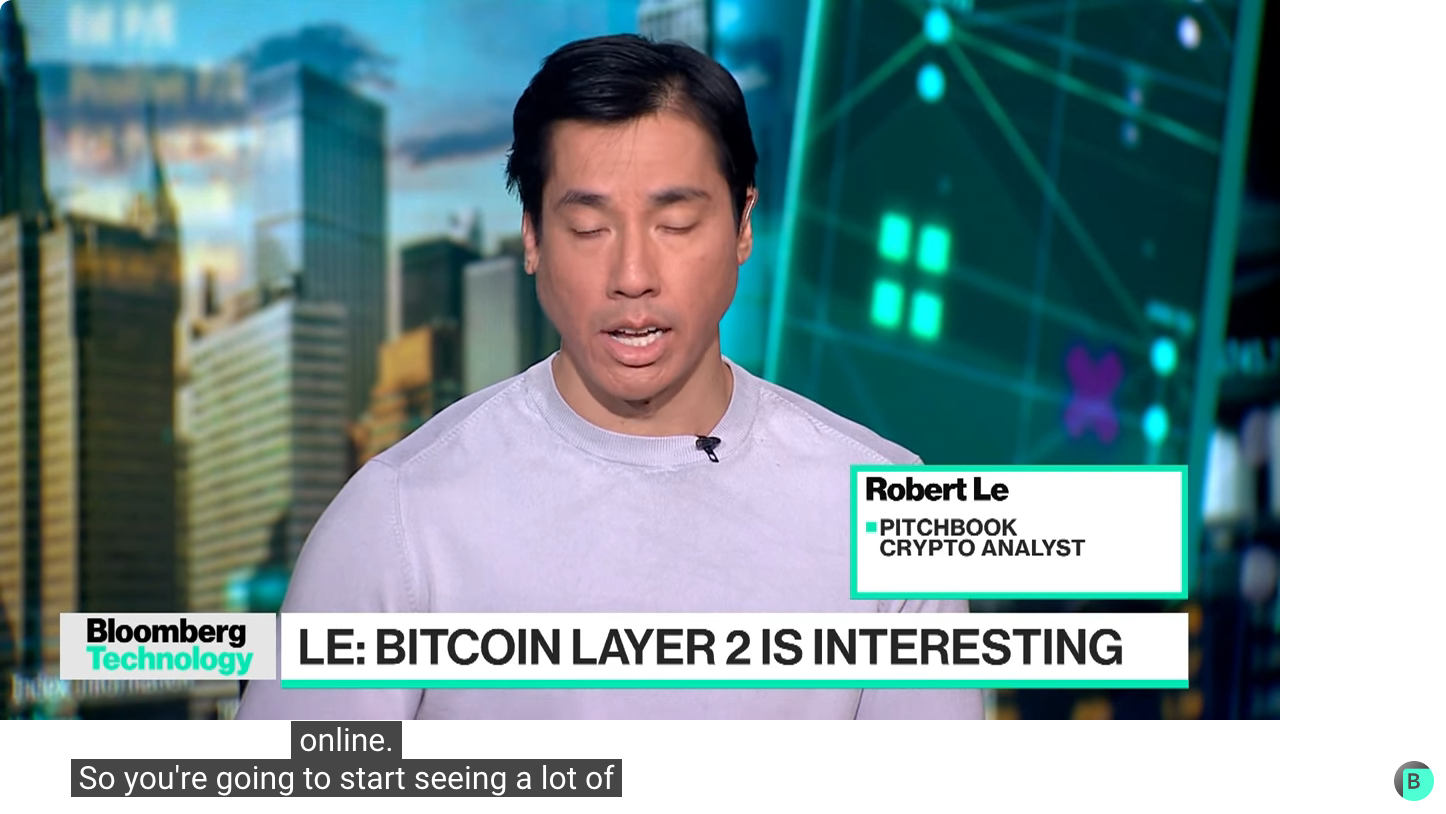 Robert Le
PITCHBOOK
CRYPTO ANALYST
Bloomberg
Technology
LE: BITCOIN LAYER 2 IS INTERESTING
online.
So you're going to start seeing a lot of
B